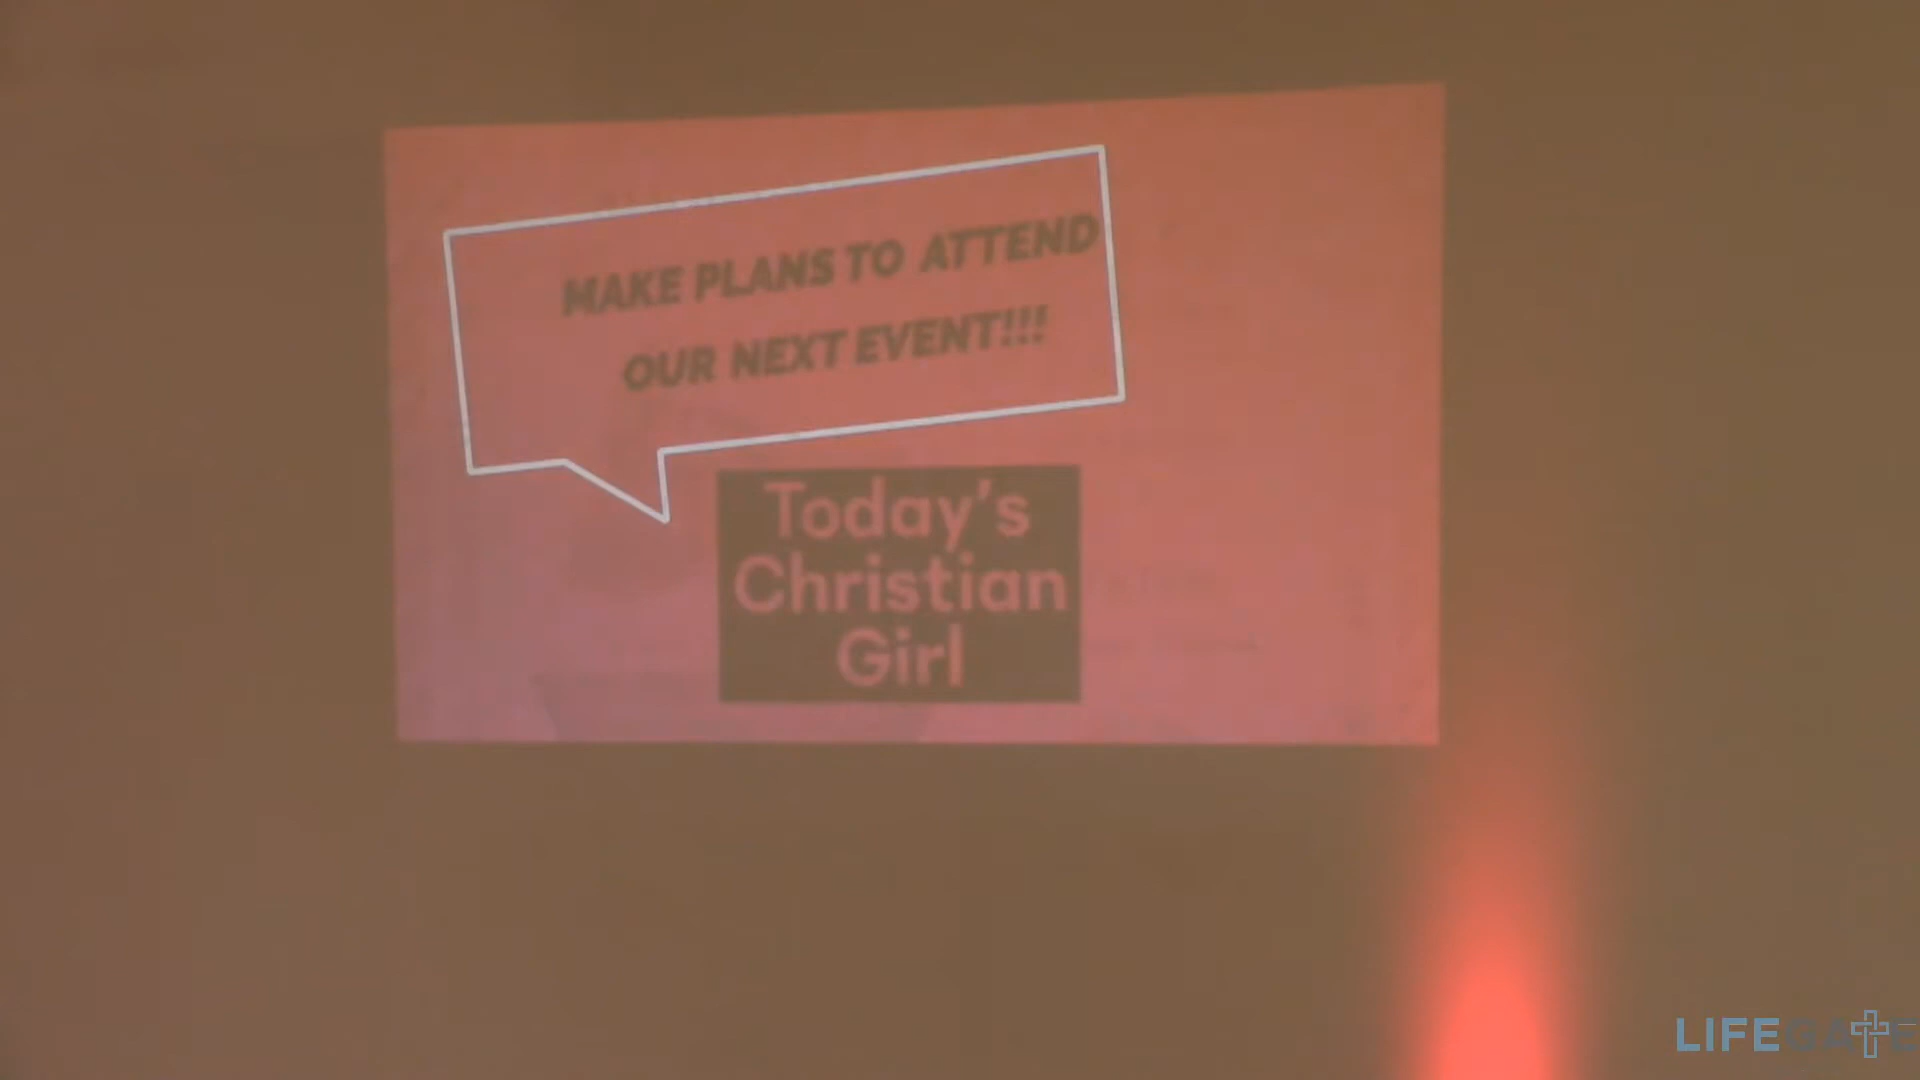 MAKE PLANS TO ATTEND
OUR NEXT EVENT!!!
Today's
Christian
Girl
LIFEGATE